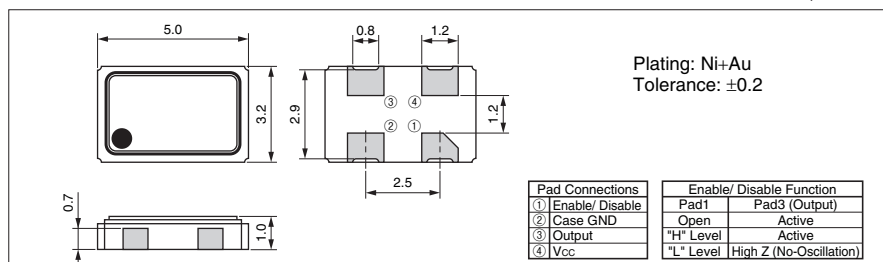 5.0
3.2
0.7
1.0
0.8
1.2
2.9
③ ④
② ①
1.2
2.5
Plating: Ni+Au
Tolerance: ±0.2
Pad Connections
① Enable/ Disable
② Case GND
③ Output
④ Vcc
Enable/ Disable Function
Pad1 Pad3 (Output)
Open Active
"H" Level Active
"L" Level High Z (No-Oscillation)